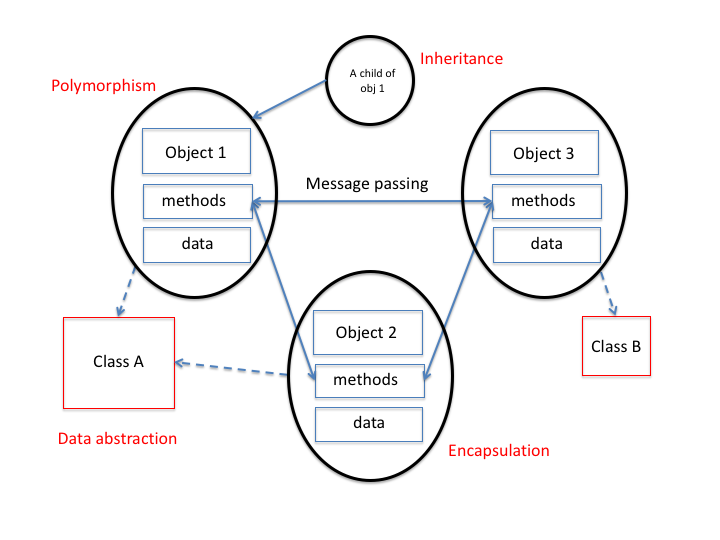 Inheritance
A child of
obj 1
Polymorphism
Object 1
methods
data
Message passing
Object 3
methods
data
Object 2
methods
data
Class A
Class B
Data abstraction
Encapsulation